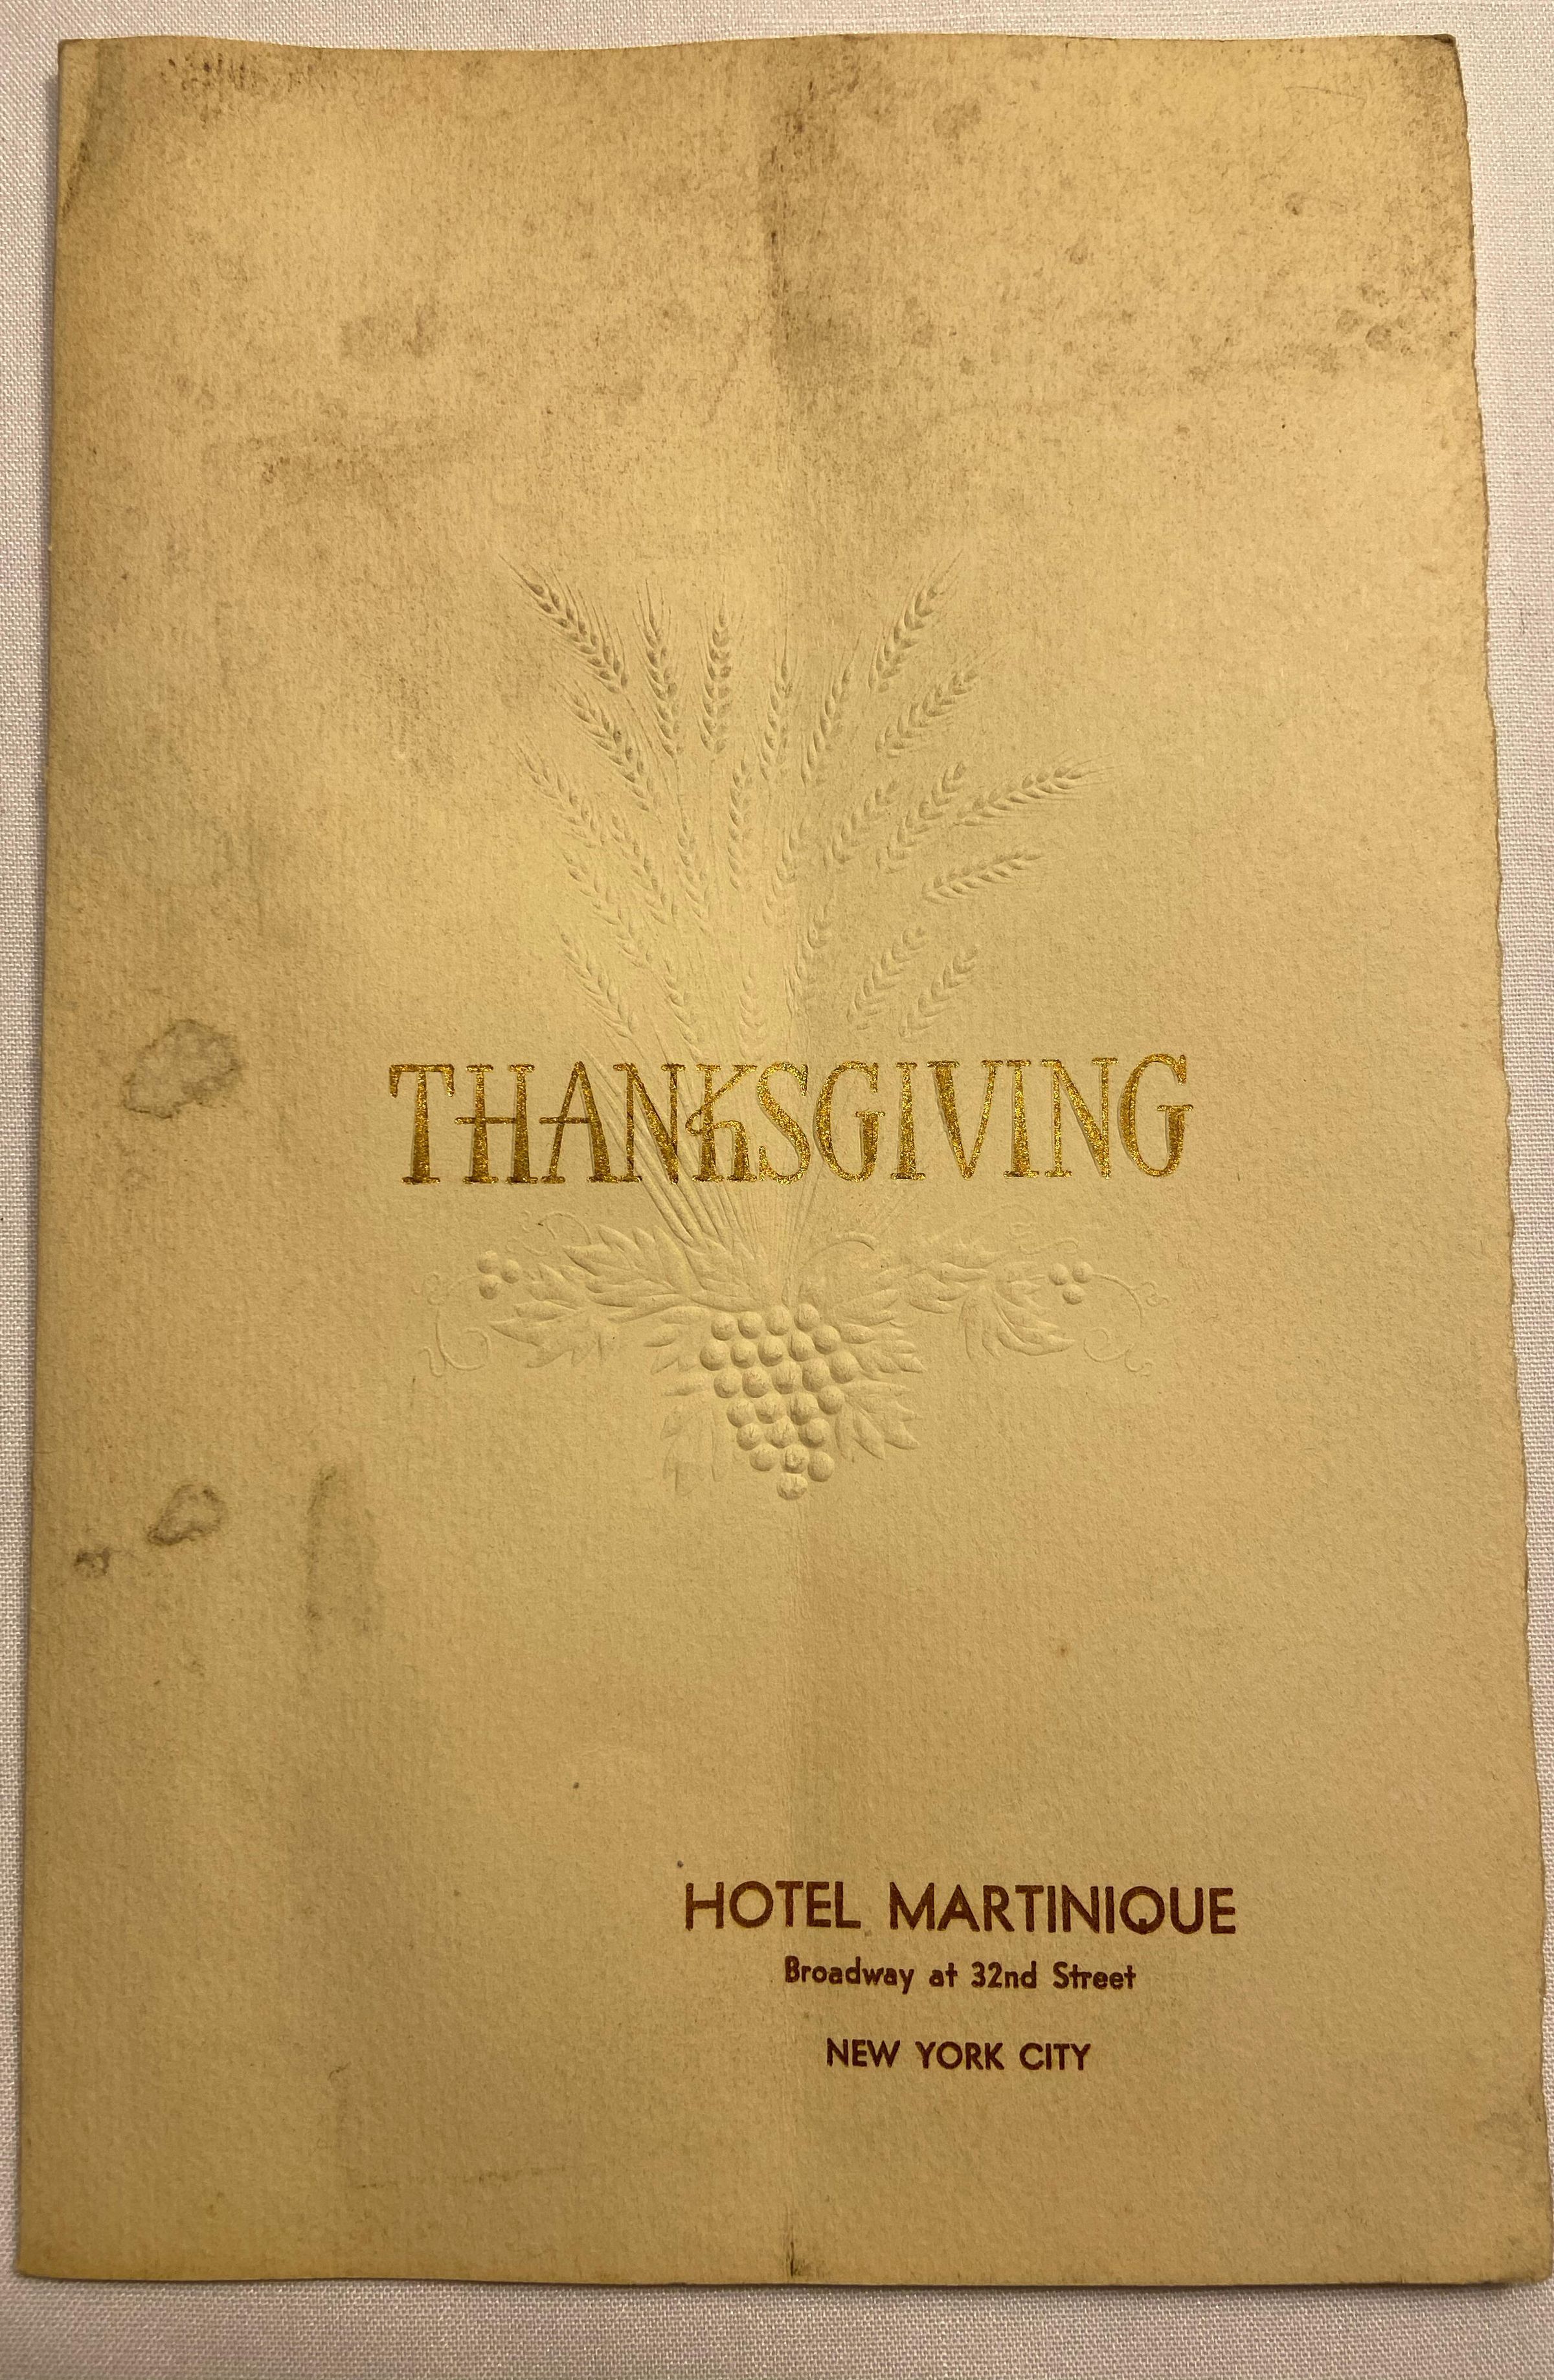 THANKSGIVING
HOTEL MARTINIQUE
Broadway at 32nd Street
NEW YORK CITY